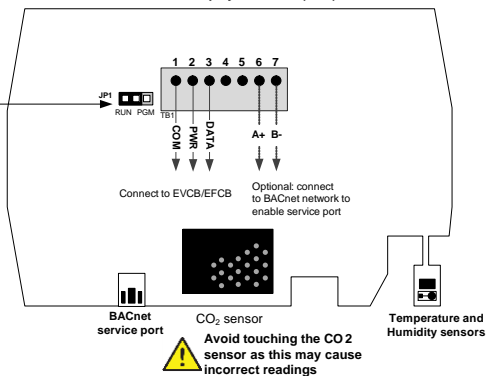 1 2 3 4 5 6 7
JP1
RUN PGM
TB1
COM
PWR
DATA
A+ B-
Connect to EVCB/EFCB
Optional: connect
to BACnet network to
enable service port
BACnet
service port
CO2 sensor
Temperature and
Humidity sensors
Avoid touching the CO2
sensor as this may cause
incorrect readings